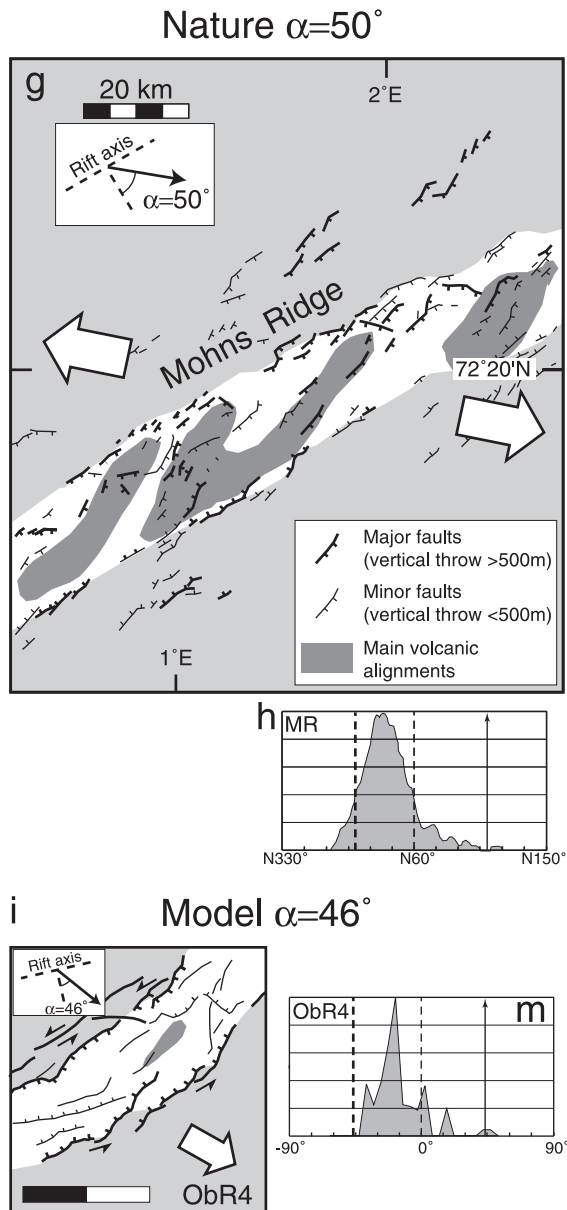 Nature α=50°
g
20 km
2°E
Rift axis
α=50°
Mohns Ridge
72°20'N
Major faults
(vertical throw >500m)
Minor faults
(vertical throw <500m)
Main volcanic
alignments
1°E
h
MR
N330° N60° N150°
i
Model α=46°
Rift axis
α=46°
ObR4
ObR4
m
-90° 0° 90°